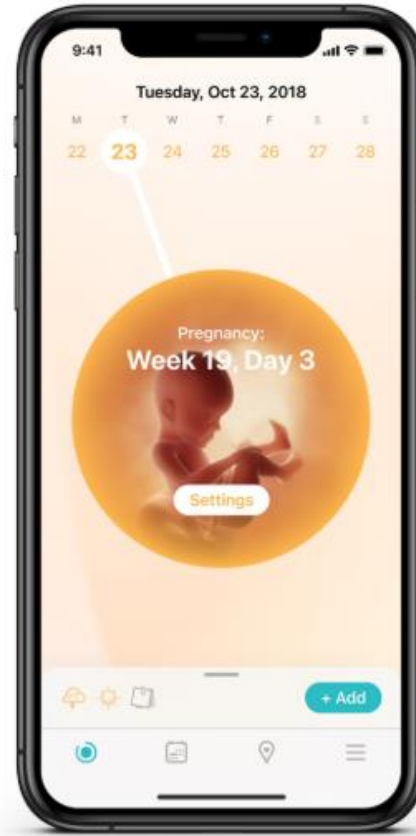 9:41
Tuesday, Oct 23, 2018
M T W T F S S
22 23 24 25 26 27 28
Pregnancy:
Week 19, Day 3
Settings
+ Add